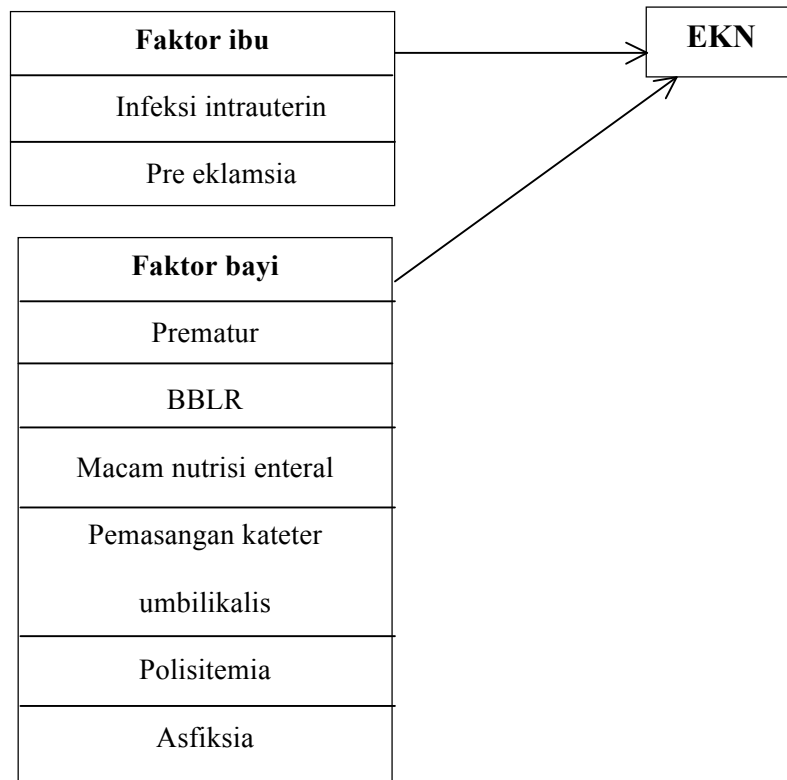 Faktor ibu
Infeksi intrauterin
Pre eklamsia
EKN
Faktor bayi
Prematur
BBLR
Macam nutrisi enteral
Pemasangan kateter
umbilikalis
Polisitemia
Asfiksia